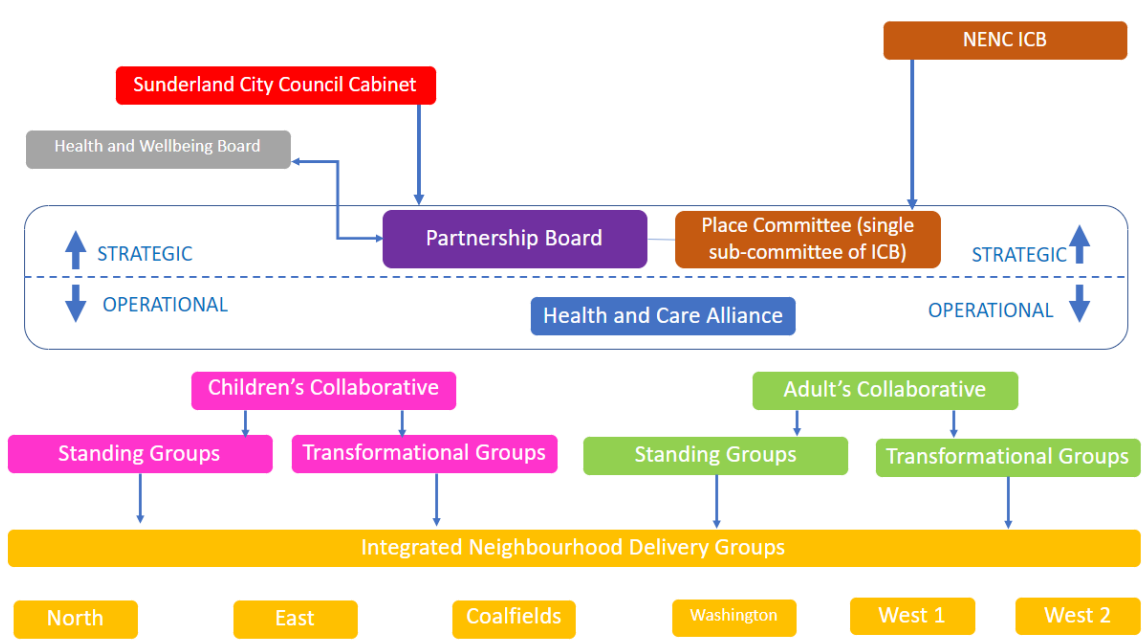 NENC ICB
Sunderland City Council Cabinet
Health and Wellbeing Board
Partnership Board
Place Committee (single
sub-committee of ICB)
STRATEGIC
STRATEGIC
OPERATIONAL
OPERATIONAL
Health and Care Alliance
Children’s Collaborative
Adult’s Collaborative
Standing Groups
Transformational Groups
Standing Groups
Transformational Groups
Integrated Neighbourhood Delivery Groups
North
East
Coalfields
Washington
West 1
West 2